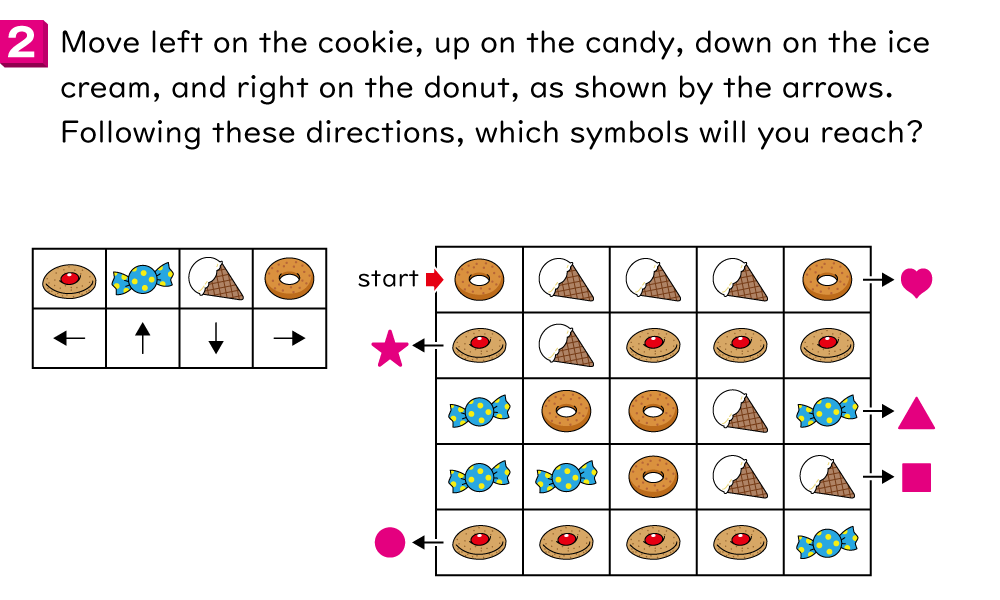 2 Move left on the cookie, up on the candy, down on the ice
cream, and right on the donut, as shown by the arrows.
Following these directions, which symbols will you reach?
start